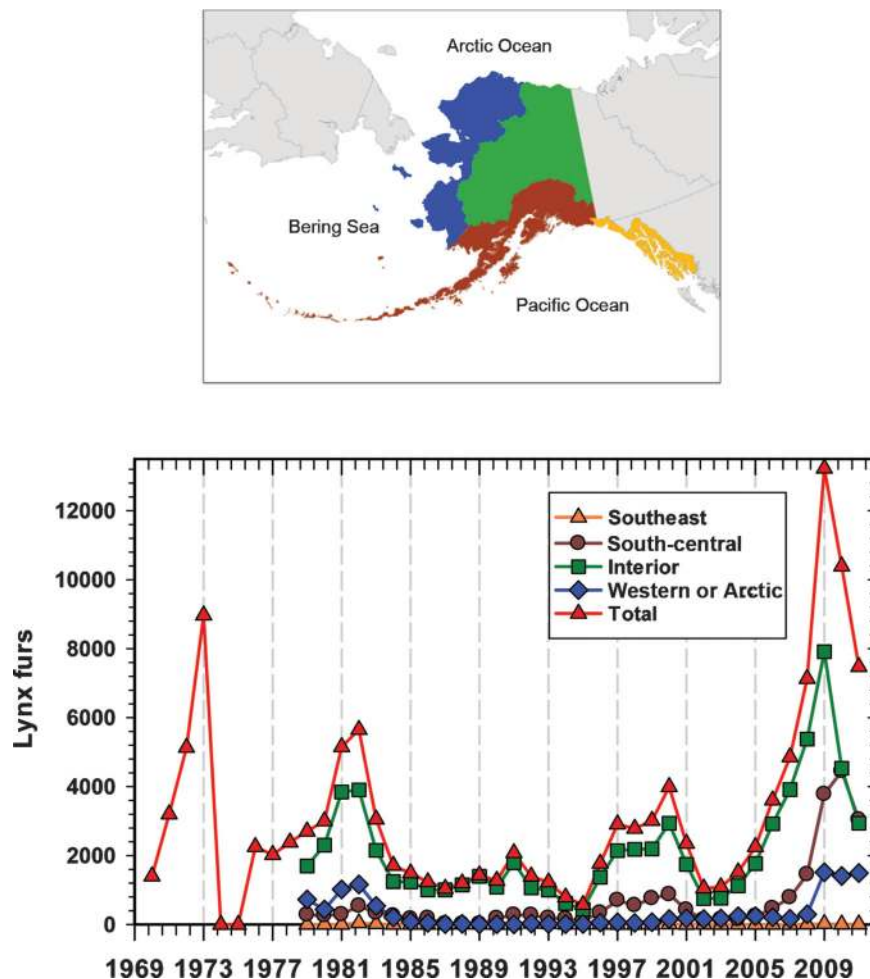 Arctic Ocean
Bering Sea
Pacific Ocean
Lynx furs
12000
10000
8000
6000
4000
2000
0
Southeast
South-central
Interior
Western or Arctic
Total
1969 1973 1977 1981 1985 1989 1993 1997 2001 2005 2009